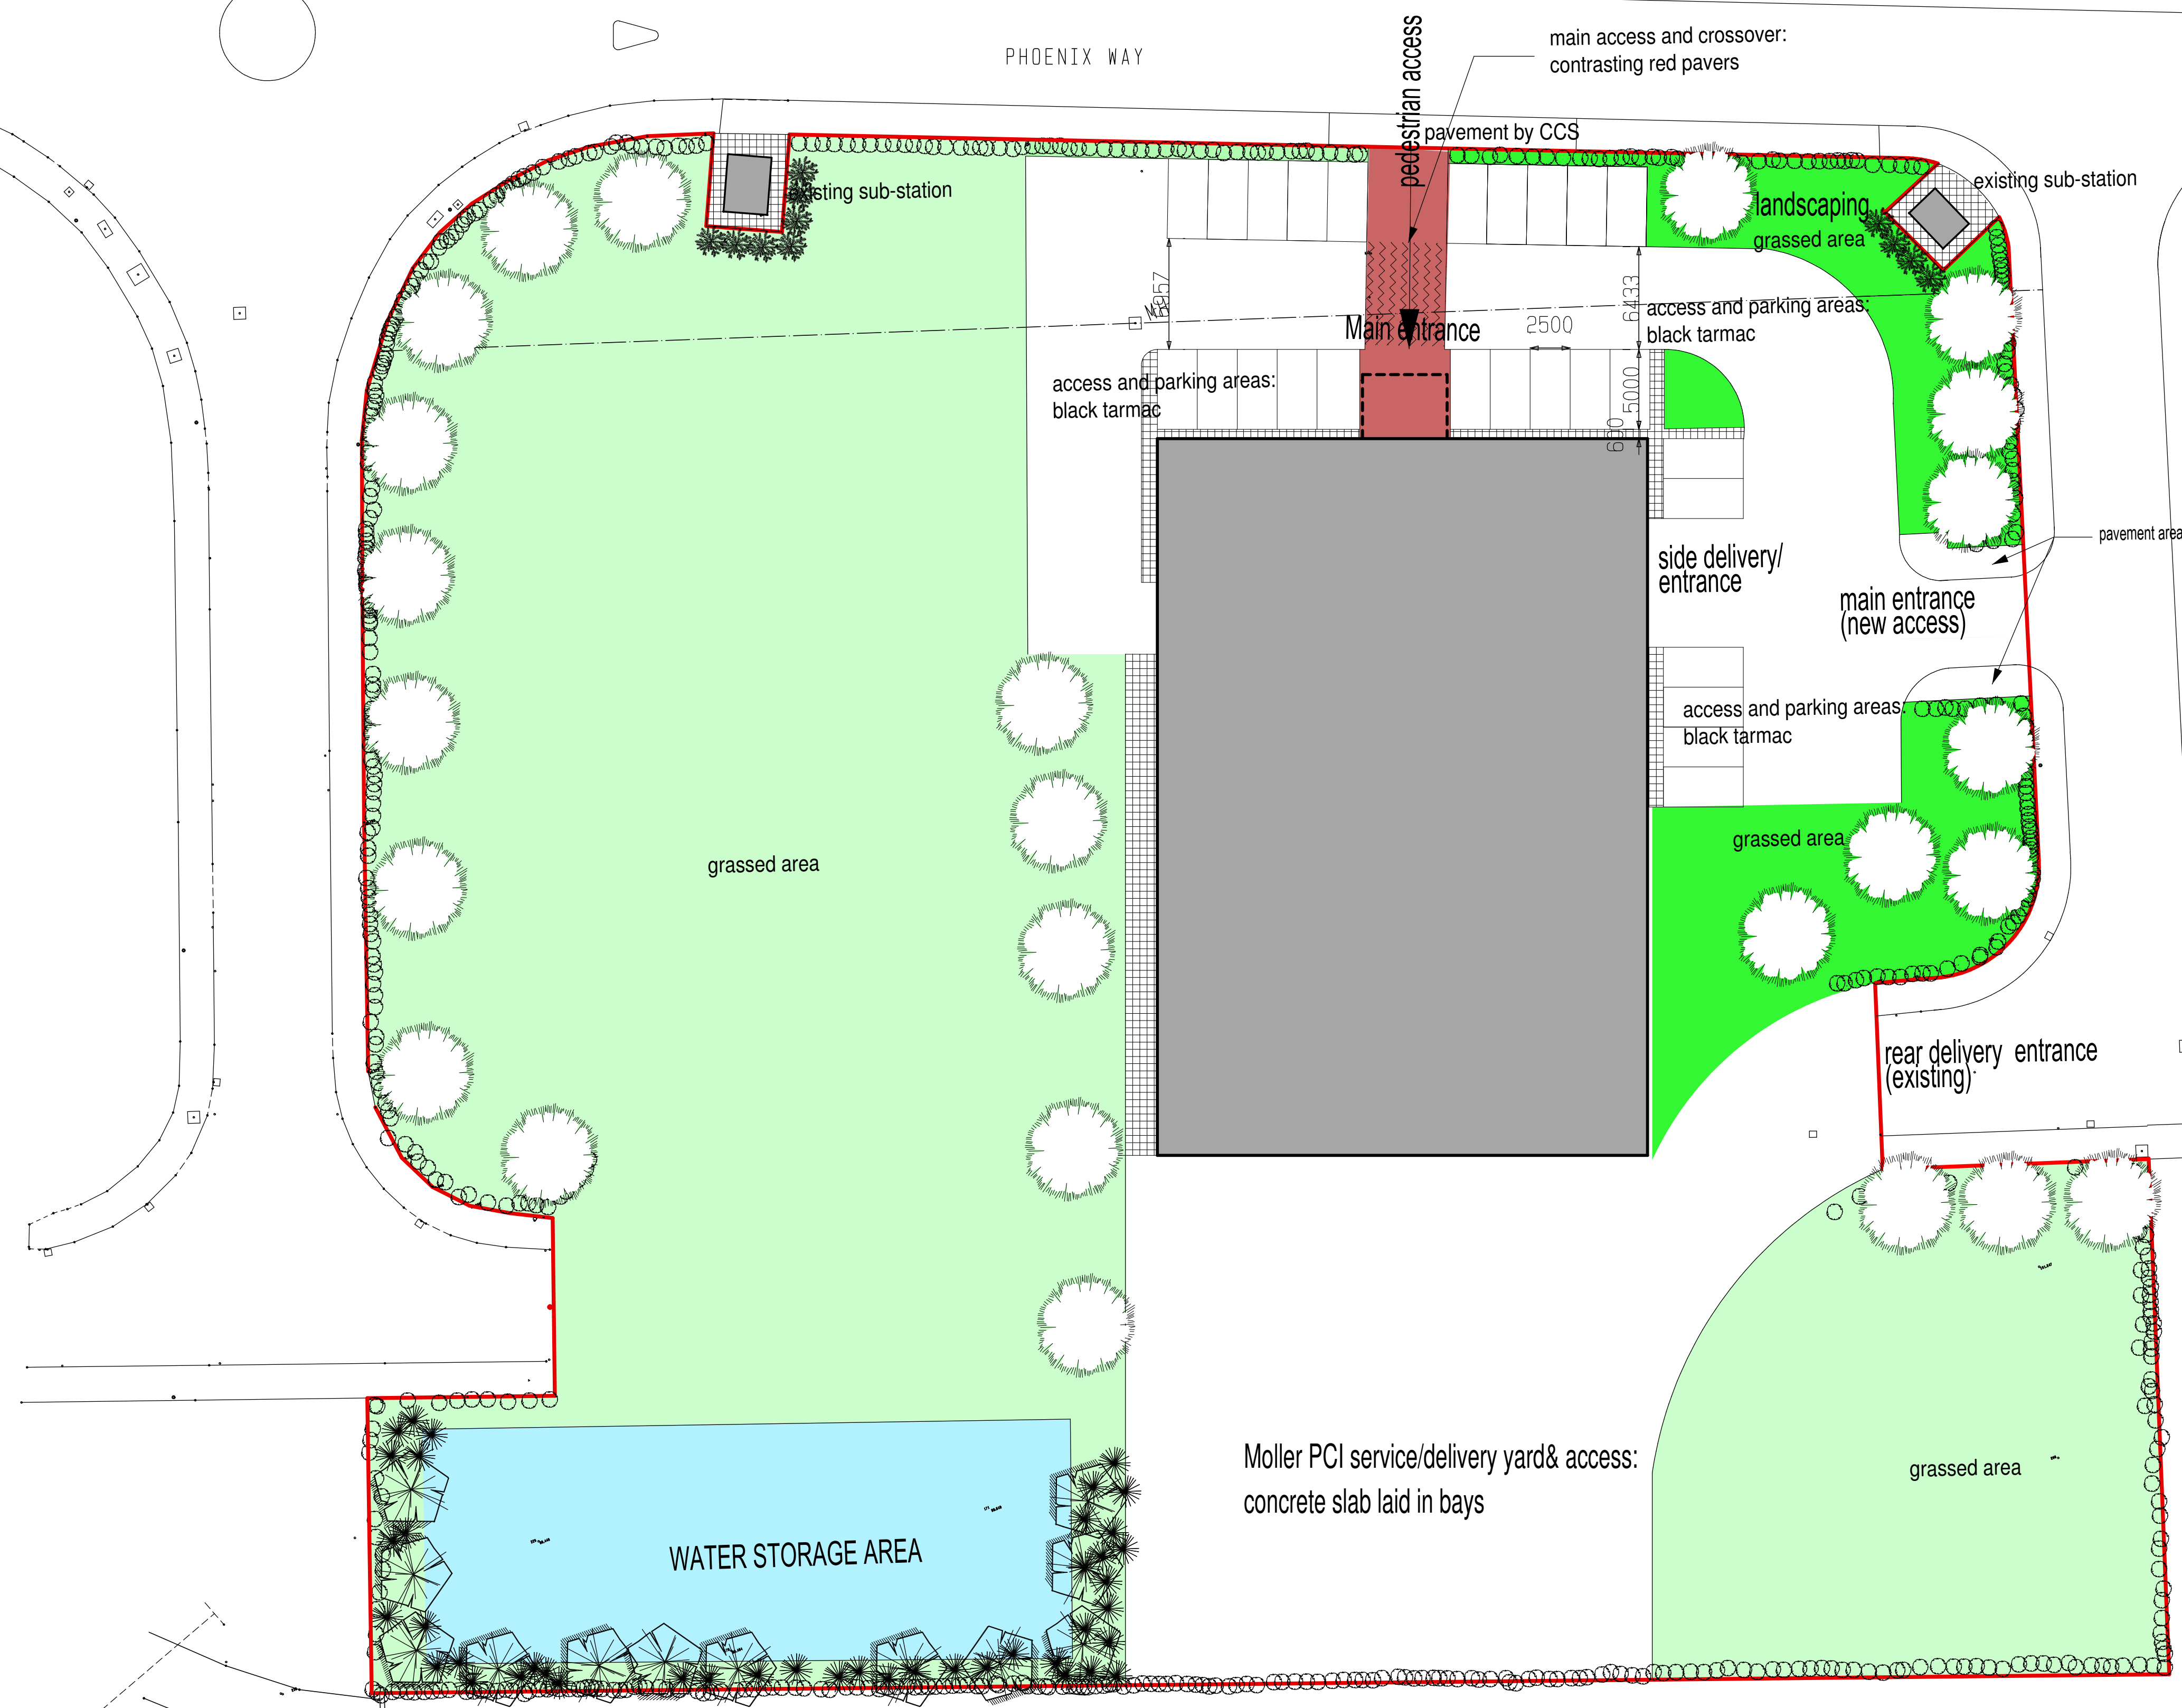 PHOENIX WAY
pedestrian access
main access and crossover:
contrasting red pavers
pavement by CCS
existing sub-station
existing sub-station
landscaping
grassed area
6433
access and parking areas:
black tarmac
Main entrance
2500
access and parking areas:
black tarmac
5000
600
side delivery/
entrance
pavement area
main entrance
(new access)
access and parking areas:
black tarmac
grassed area
grassed area
rear delivery entrance
(existing)
Moller PCI service/delivery yard& access:
concrete slab laid in bays
grassed area
WATER STORAGE AREA